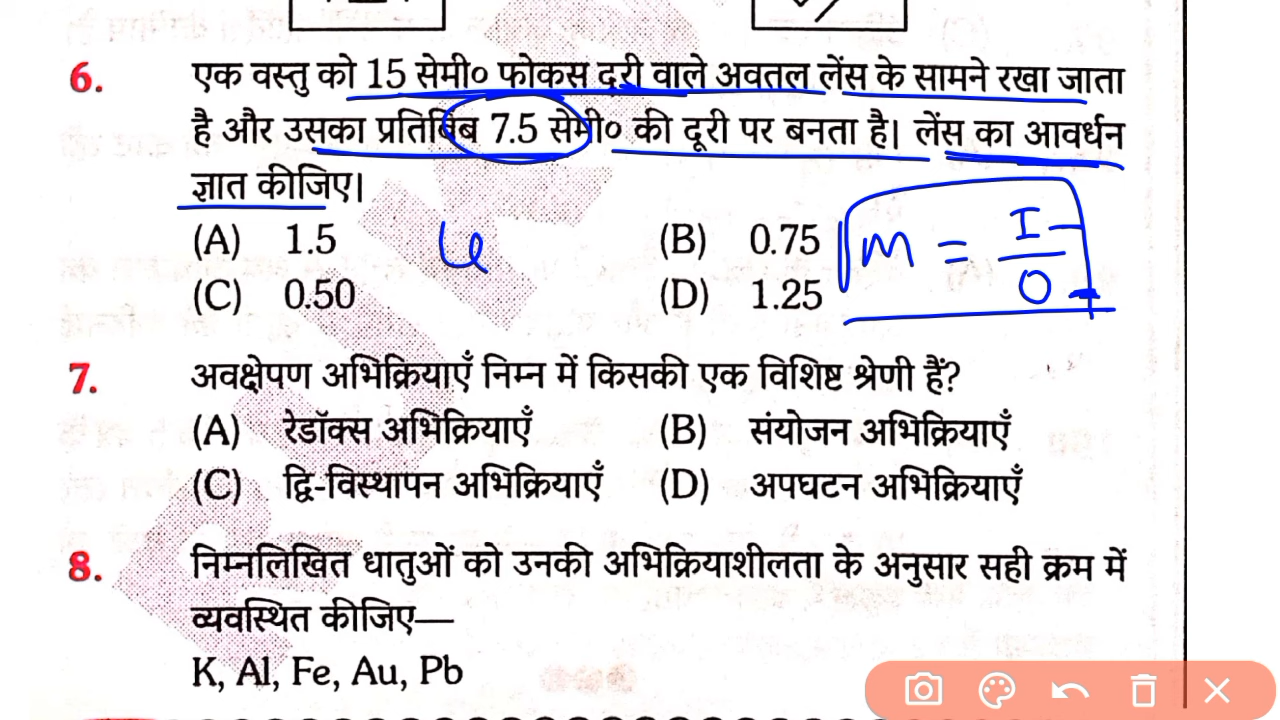 6. एक वस्तु को 15 सेमी० फोकस दूरी वाले अवतल लेंस के सामने रखा जाता
है और उसका प्रतिबिंब 7.5 सेमी० की दूरी पर बनता है। लेंस का आवर्धन
ज्ञात कीजिए।
(A) 1.5 (B) 0.75
(C) 0.50 (D) 1.25
m = I / O
7. अवक्षेपण अभिक्रियाएँ निम्न में किसकी एक विशिष्ट श्रेणी हैं?
(A) रेडॉक्स अभिक्रियाएँ (B) संयोजन अभिक्रियाएँ
(C) द्वि-विस्थापन अभिक्रियाएँ (D) अपघटन अभिक्रियाएँ
8. निम्नलिखित धातुओं को उनकी अभिक्रियाशीलता के अनुसार सही क्रम में
व्यवस्थित कीजिए—
K, Al, Fe, Au, Pb